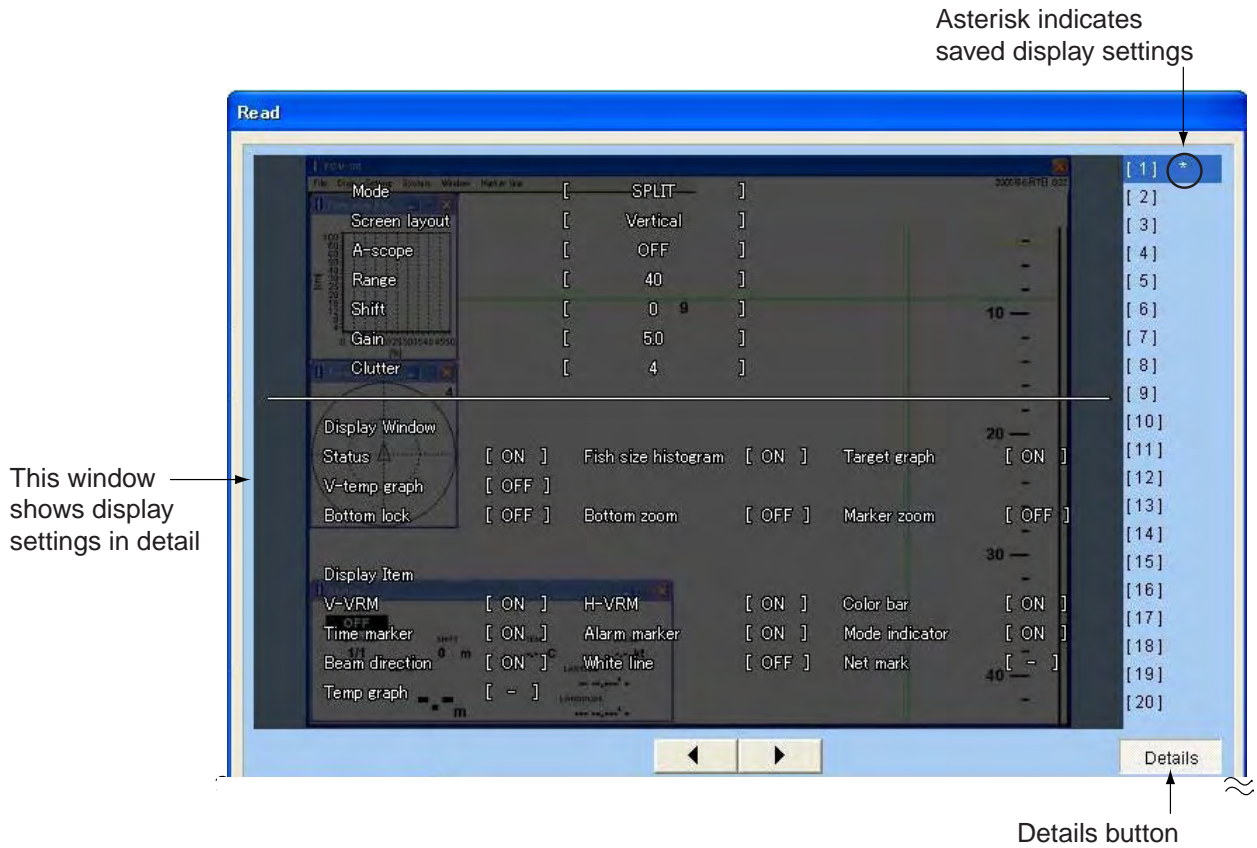 Asterisk indicates
saved display settings
Read
Mode [ SPLIT ]
Screen layout [ Vertical ]
A-scope [ OFF ]
Range [ 40 ]
Shift [ 0 9 ]
Gain [ 5.0 ]
Clutter [ 4 ]
Display Window
Status [ ON ] Fish size histogram [ ON ] Target graph [ ON ]
V-temp graph [ OFF ]
Bottom lock [ OFF ] Bottom zoom [ OFF ] Marker zoom [ OFF ]
Display Item
V-VRM [ ON ] H-VRM [ ON ] Color bar [ ON ]
OFF
Time marker [ ON ] Alarm marker [ ON ] Mode indicator [ ON ]
1/1 0 m
Beam direction [ ON ] White line [ OFF ] Net mark [ - ]
Temp graph [ - ]
-.- m
10
20
30
40
[ 1] *
[ 2]
[ 3]
[ 4]
[ 5]
[ 6]
[ 7]
[ 8]
[ 9]
[10]
[11]
[12]
[13]
[14]
[15]
[16]
[17]
[18]
[19]
[20]
This window
shows display
settings in detail
Details
Details button